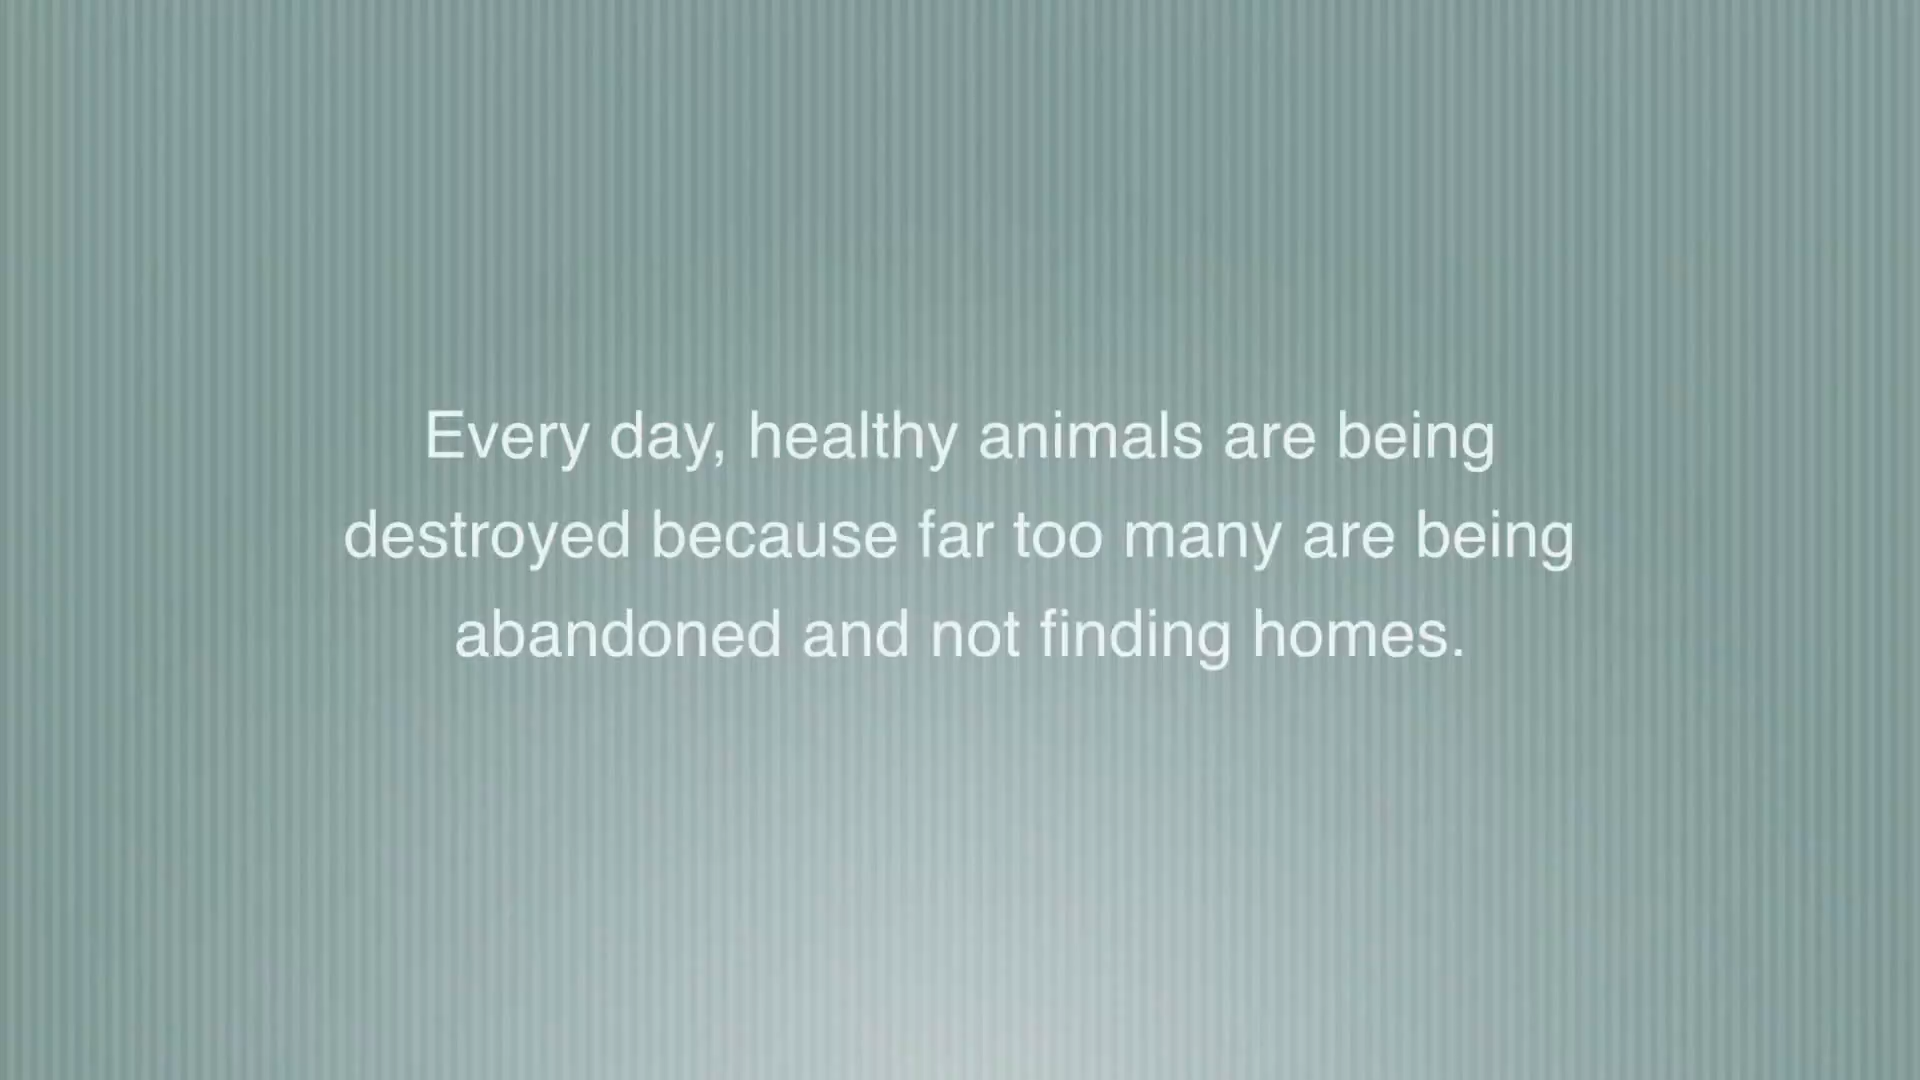 Every day, healthy animals are being
destroyed because far too many are being
abandoned and not finding homes.